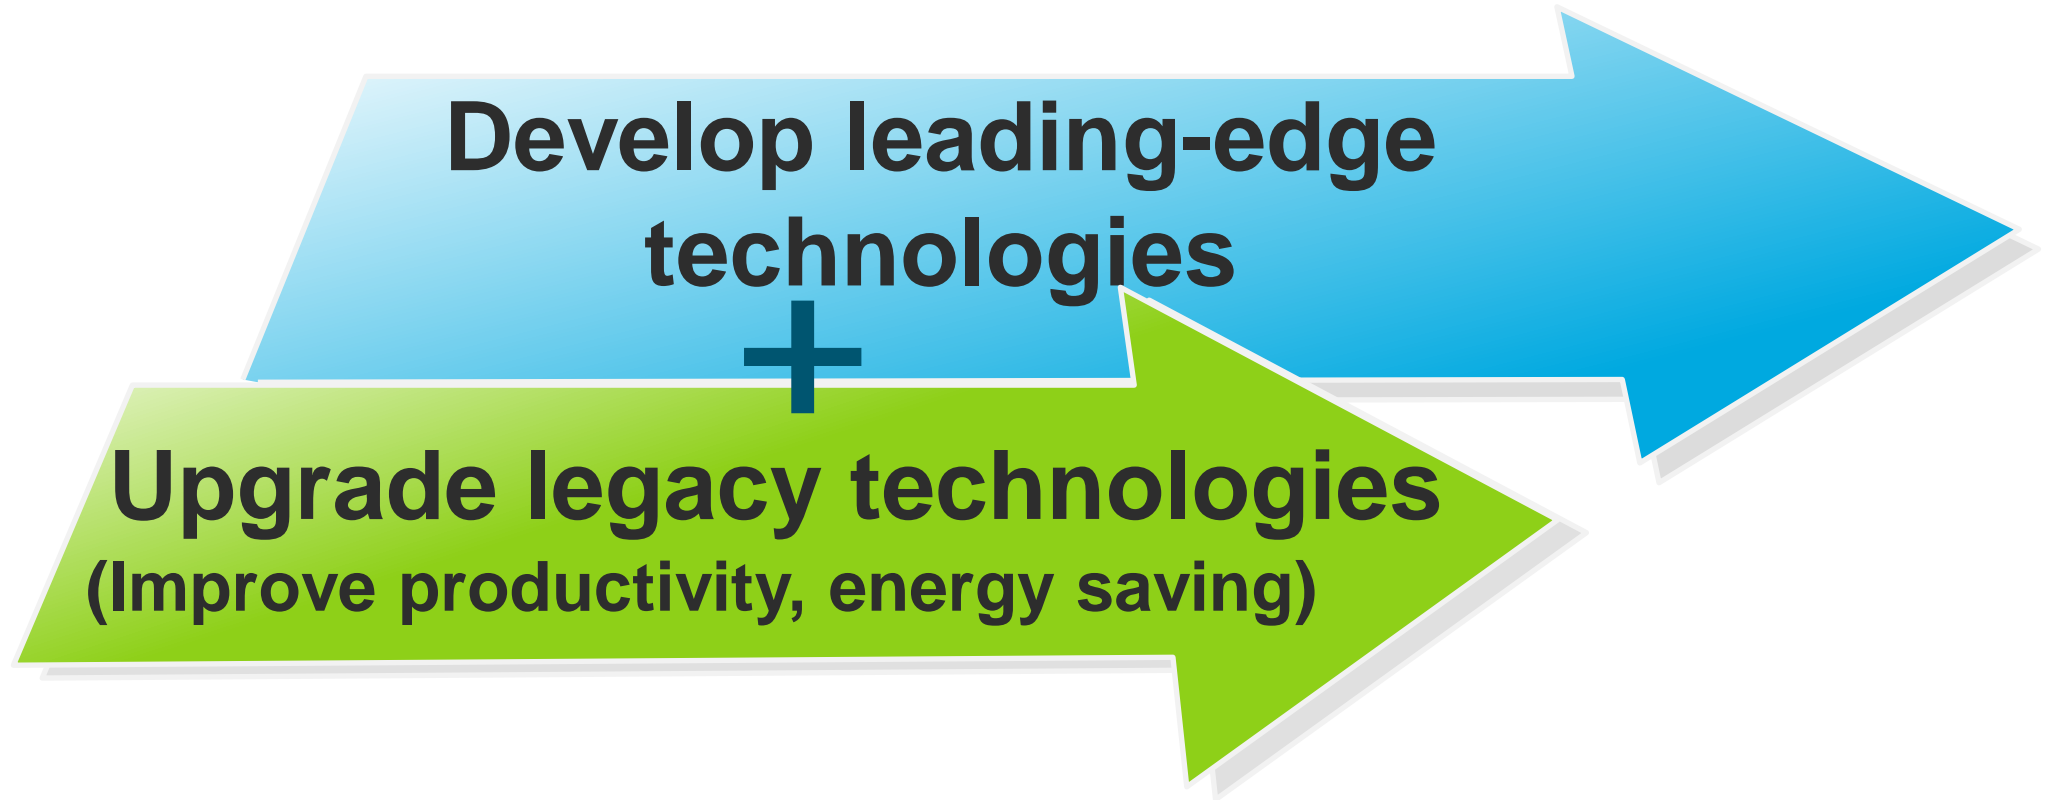 Develop leading-edge
technologies
+
Upgrade legacy technologies
(Improve productivity, energy saving)